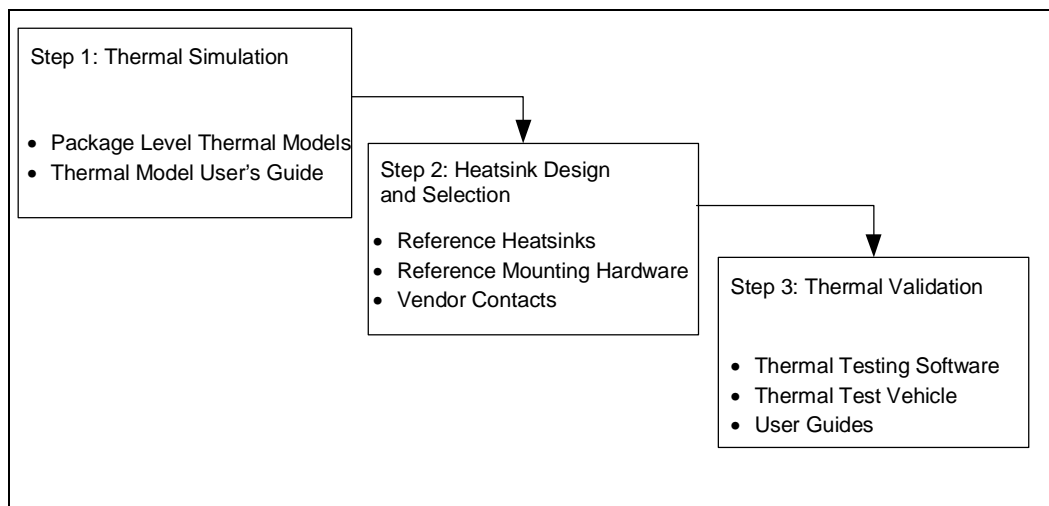 Step 1: Thermal Simulation
• Package Level Thermal Models
• Thermal Model User's Guide
Step 2: Heatsink Design
and Selection
• Reference Heatsinks
• Reference Mounting Hardware
• Vendor Contacts
Step 3: Thermal Validation
• Thermal Testing Software
• Thermal Test Vehicle
• User Guides